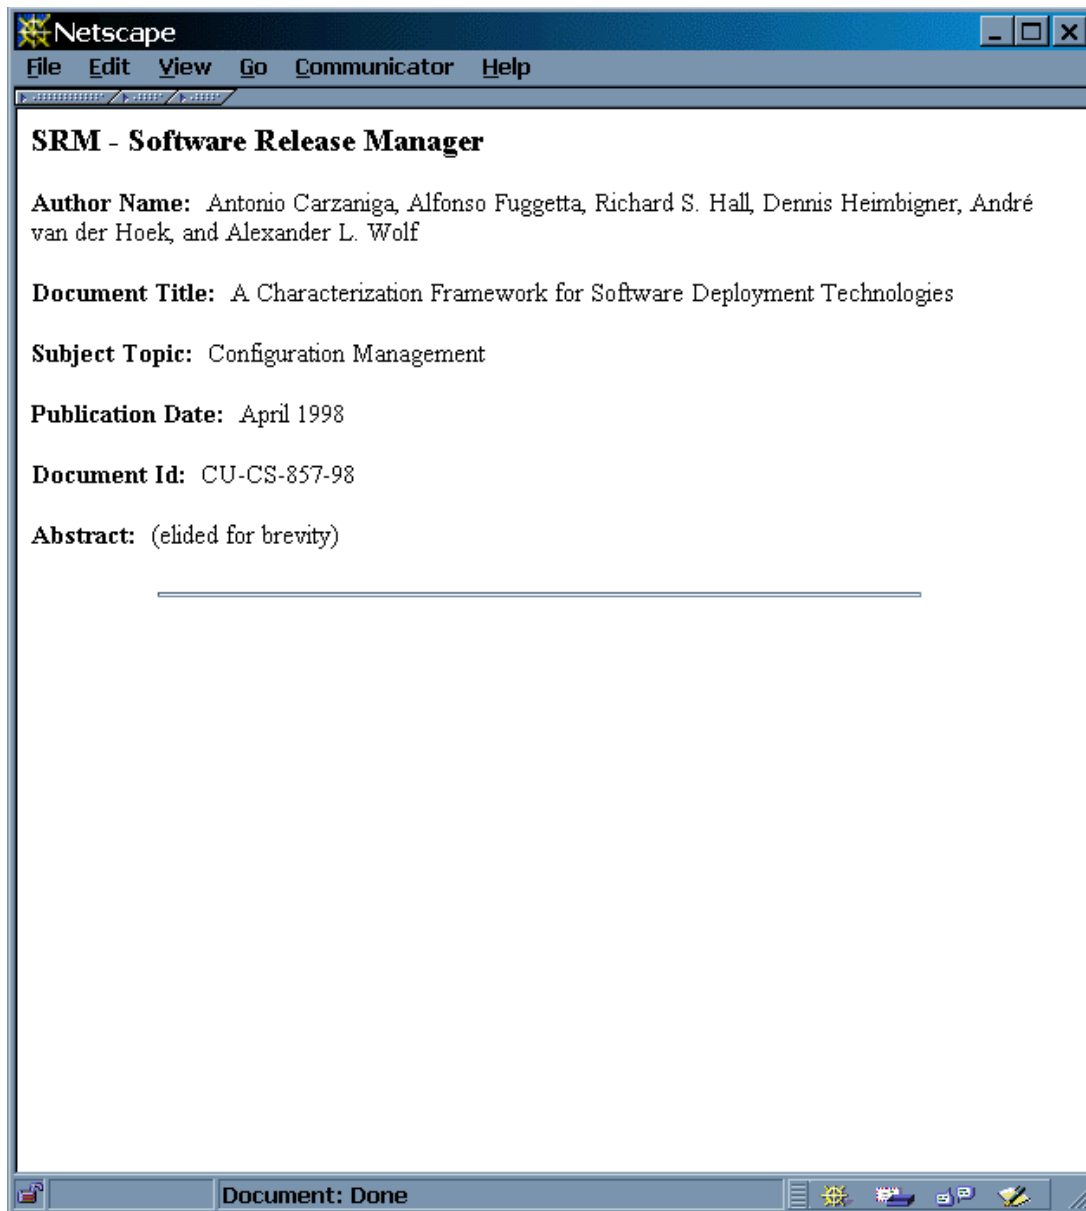 Netscape
File Edit View Go Communicator Help
SRM - Software Release Manager
Author Name: Antonio Carzaniga, Alfonso Fuggetta, Richard S. Hall, Dennis Heimbigner, André
van der Hoek, and Alexander L. Wolf
Document Title: A Characterization Framework for Software Deployment Technologies
Subject Topic: Configuration Management
Publication Date: April 1998
Document Id: CU-CS-857-98
Abstract: (elided for brevity)
Document: Done